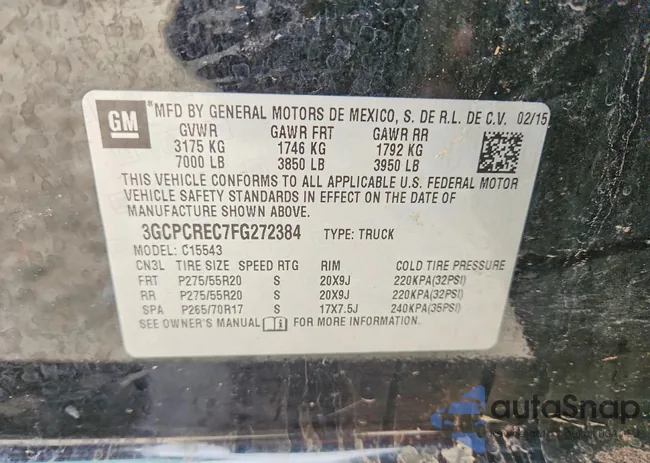 GM
"MFD BY GENERAL MOTORS DE MEXICO, S. DE R.L. DE C.V. 02/15
GVWR GAWR FRT GAWR RR
3175 KG 1746 KG 1792 KG
7000 LB 3850 LB 3950 LB
THIS VEHICLE CONFORMS TO ALL APPLICABLE U.S. FEDERAL MOTOR
VEHICLE SAFETY STANDARDS IN EFFECT ON THE DATE OF
MANUFACTURE SHOWN ABOVE.
3GCPCREC7FG272384 TYPE: TRUCK
MODEL: C15543
CN3L TIRE SIZE SPEED RTG RIM COLD TIRE PRESSURE
FRT P275/55R20 S 20X9J 220KPA(32PSI)
RR P275/55R20 S 20X9J 220KPA(32PSI)
SPA P265/70R17 S 17X7.5J 240KPA(35PSI)
SEE OWNER'S MANUAL FOR MORE INFORMATION.
autoSnap